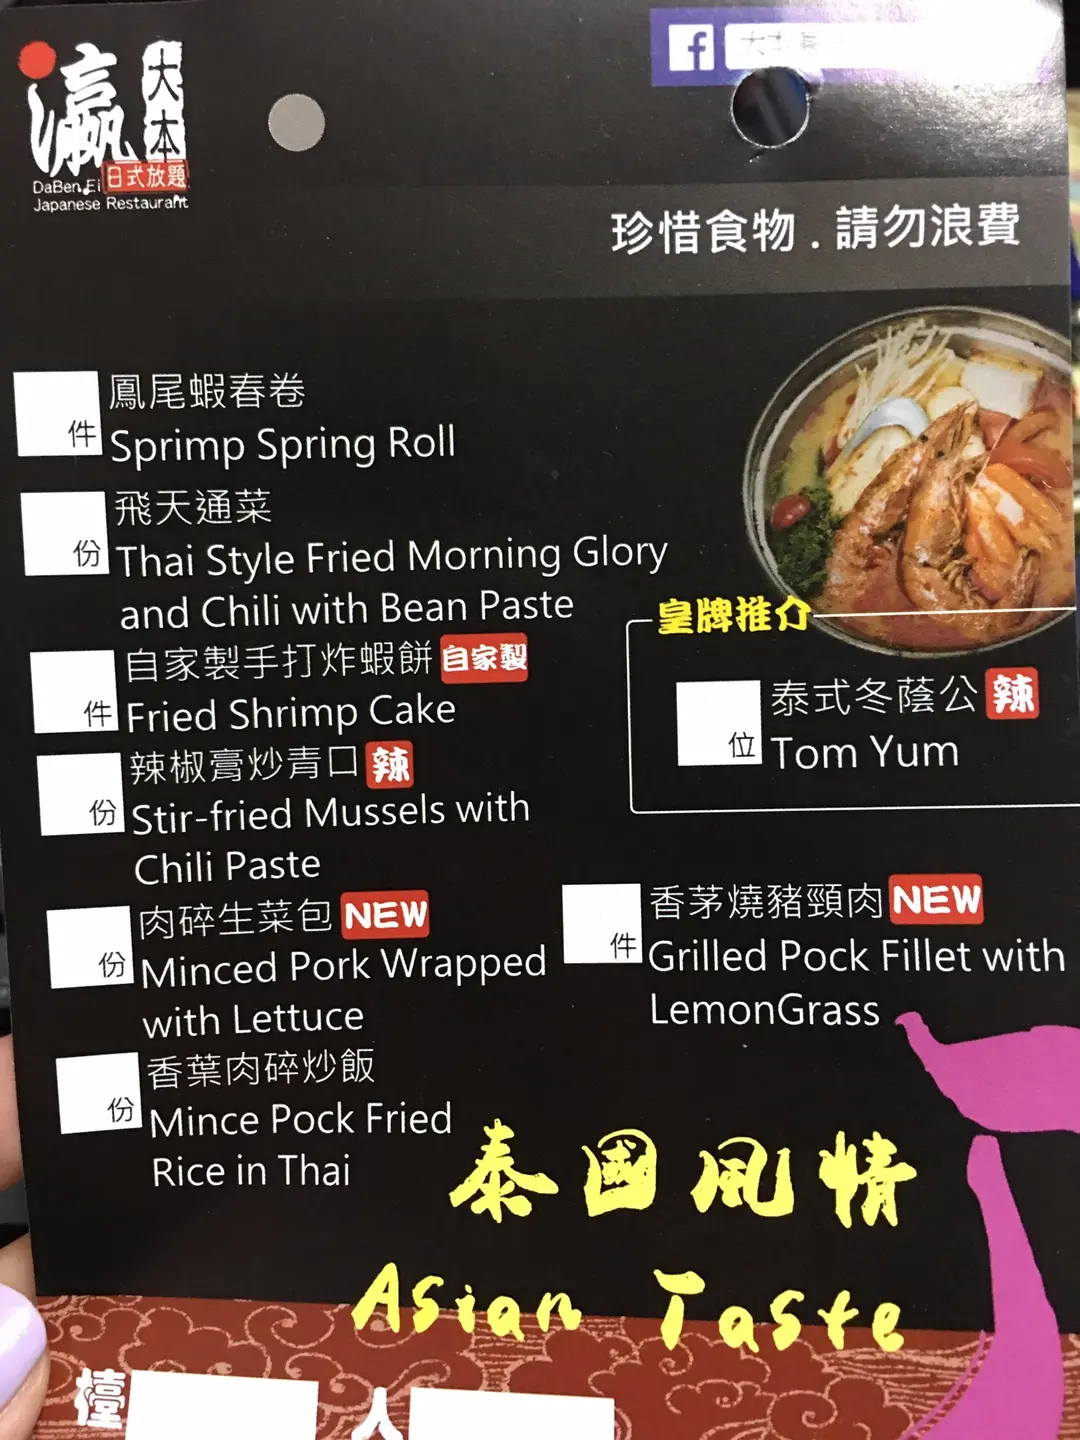 瀛
大本
日式放題
DaBen Ei
Japanese Restaurant
珍惜食物 . 請勿浪費
件 鳳尾蝦春卷
Sprimp Spring Roll
份 飛天通菜
Thai Style Fried Morning Glory
and Chili with Bean Paste
件 自家製手打炸蝦餅 自家製
Fried Shrimp Cake
份 辣椒膏炒青口 辣
Stir-fried Mussels with
Chili Paste
份 肉碎生菜包 NEW
Minced Pork Wrapped
with Lettuce
份 香葉肉碎炒飯
Mince Pock Fried
Rice in Thai
皇牌推介
位 泰式冬蔭公 辣
Tom Yum
件 香茅燒豬頸肉 NEW
Grilled Pock Fillet with
LemonGrass
泰國風情
Asian Taste
檯 人